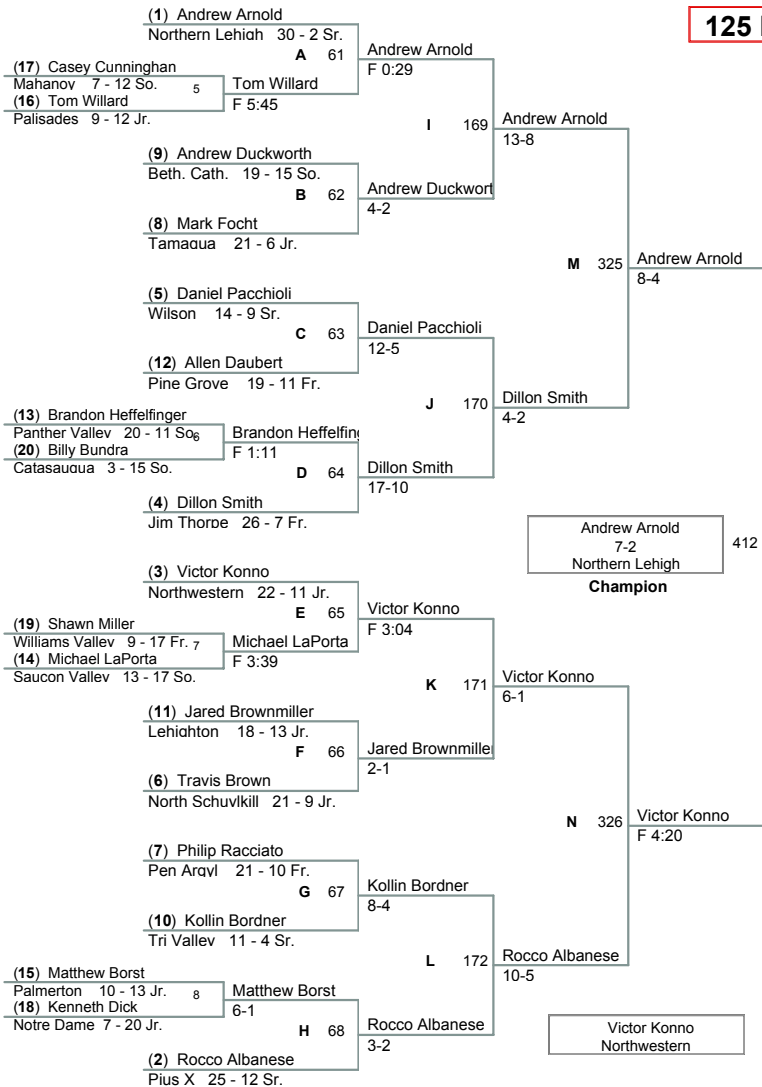 125
(1) Andrew Arnold
Northern Lehigh 30 - 2 Sr.
A 61
Andrew Arnold
F 0:29
(17) Casey Cunninghan
Mahanoy 7 - 12 So. 5
(16) Tom Willard
Palisades 9 - 12 Jr.
Tom Willard
F 5:45
I 169
Andrew Arnold
13-8
(9) Andrew Duckworth
Beth. Cath. 19 - 15 So.
B 62
Andrew Duckwort
4-2
(8) Mark Focht
Tamaqua 21 - 6 Jr.
M 325
Andrew Arnold
8-4
(5) Daniel Pacchioli
Wilson 14 - 9 Sr.
C 63
Daniel Pacchioli
12-5
(12) Allen Daubert
Pine Grove 19 - 11 Fr.
J 170
Dillon Smith
4-2
(13) Brandon Heffelfinger
Panther Valley 20 - 11 So. 6
(20) Billy Bundra
Catasauqua 3 - 15 So.
Brandon Heffelfin
F 1:11
D 64
Dillon Smith
17-10
(4) Dillon Smith
Jim Thorpe 26 - 7 Fr.
Andrew Arnold
7-2
Northern Lehigh
412
Champion
(3) Victor Konno
Northwestern 22 - 11 Jr.
E 65
Victor Konno
F 3:04
(19) Shawn Miller
Williams Valley 9 - 17 Fr. 7
(14) Michael LaPorta
Saucon Valley 13 - 17 So.
Michael LaPorta
F 3:39
K 171
Victor Konno
6-1
(11) Jared Brownmiller
Lehighton 18 - 13 Jr.
F 66
Jared Brownmille
2-1
(6) Travis Brown
North Schuylkill 21 - 9 Jr.
N 326
Victor Konno
F 4:20
(7) Philip Racciato
Pen Argyl 21 - 10 Fr.
G 67
Kollin Bordner
8-4
(10) Kollin Bordner
Tri Valley 11 - 4 Sr.
L 172
Rocco Albanese
10-5
(15) Matthew Borst
Palmerton 10 - 13 Jr. 8
(18) Kenneth Dick
Notre Dame 7 - 20 Jr.
Matthew Borst
6-1
H 68
Rocco Albanese
3-2
(2) Rocco Albanese
Pius X 25 - 12 Sr.
Victor Konno
Northwestern